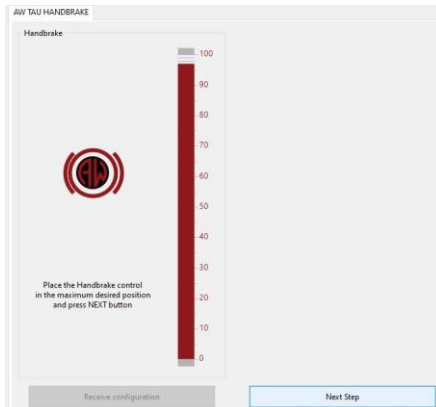 AW TAU HANDBRAKE
Handbrake
100
90
80
70
60
50
40
30
20
10
0
AW
Place the Handbrake control
in the maximum desired position
and press NEXT button
Receive configuration
Next Step